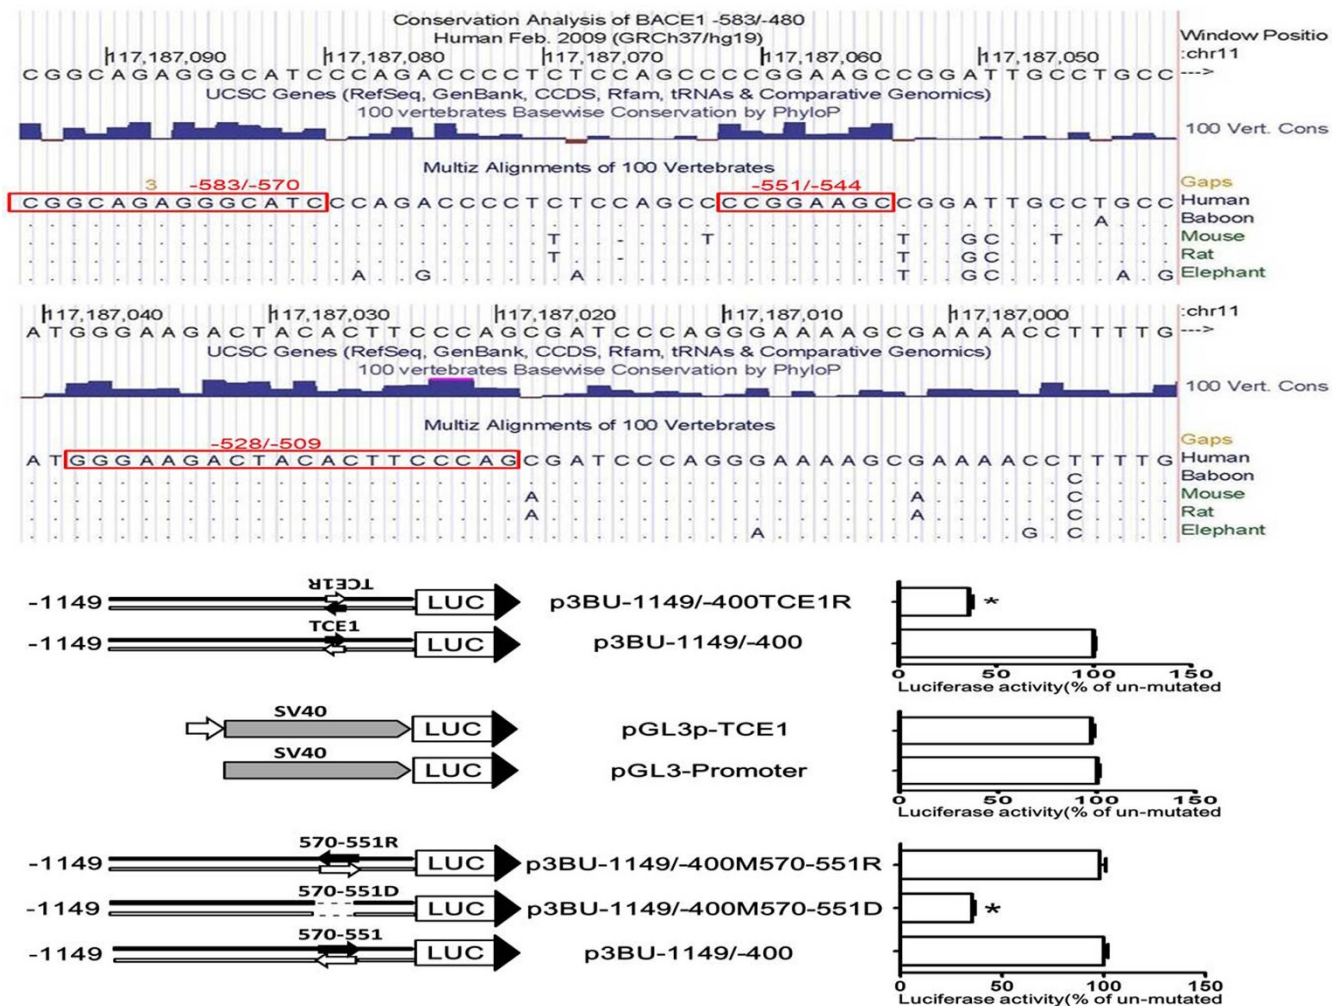 Conservation Analysis of BACE1 -583/-480
Human Feb. 2009 (GRCh37/hg19)
Window Positio
117,187,090 117,187,080 117,187,070 117,187,060 117,187,050 :chr11
CGGCAGAGGGCATCCCAGACCCCTCTCCAGCCCCGGAAGCCGGATTGCCTGCC --->
UCSC Genes (RefSeq, GenBank, CCDS, Rfam, tRNAs & Comparative Genomics)
100 vertebrates Basewise Conservation by PhyloP
100 Vert. Cons
Multiz Alignments of 100 Vertebrates
3 -583/-570 -551/-544 Gaps
CGGCAGAGGGCATCCCAGACCCCTCTCCAGCCCCGGAAGCCGGATTGCCTGCC Human
A Baboon
T - T T G C T Mouse
T - T G C Rat
A G A T G C A G Elephant
117,187,040 117,187,030 117,187,020 117,187,010 117,187,000 :chr11
ATGGGAAGACTACACTTCCCAGCGATCCCAGGGAAAAGCGAAAACCTTTTG --->
UCSC Genes (RefSeq, GenBank, CCDS, Rfam, tRNAs & Comparative Genomics)
100 vertebrates Basewise Conservation by PhyloP
100 Vert. Cons
Multiz Alignments of 100 Vertebrates
-528/-509 Gaps
ATGGGAAGACTACACTTCCCAGCGATCCCAGGGAAAAGCGAAAACCTTTTG Human
C Baboon
A A C Mouse
A A C Rat
A G C Elephant
TCE1R
-1149 LUC p3BU-1149/-400TCE1R *
TCE1
-1149 LUC p3BU-1149/-400
0 50 100 150
Luciferase activity(% of un-mutated
SV40
LUC pGL3p-TCE1
SV40
LUC pGL3-Promoter
0 50 100 150
Luciferase activity(% of un-mutated
570-551R
-1149 LUC p3BU-1149/-400M570-551R
570-551D
-1149 LUC p3BU-1149/-400M570-551D *
570-551
-1149 LUC p3BU-1149/-400
0 50 100 150
Luciferase activity(% of un-mutated